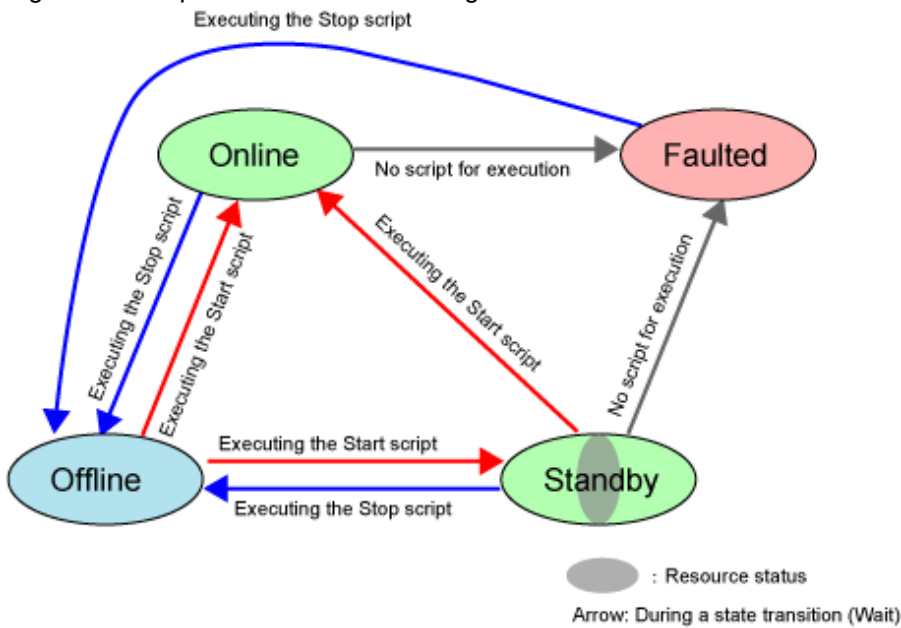 Executing the Stop script
Online
Faulted
No script for execution
Executing the Stop script
Executing the Start script
Executing the Start script
No script for execution
Offline
Executing the Start script
Standby
Executing the Stop script
: Resource status
Arrow: During a state transition (Wait)